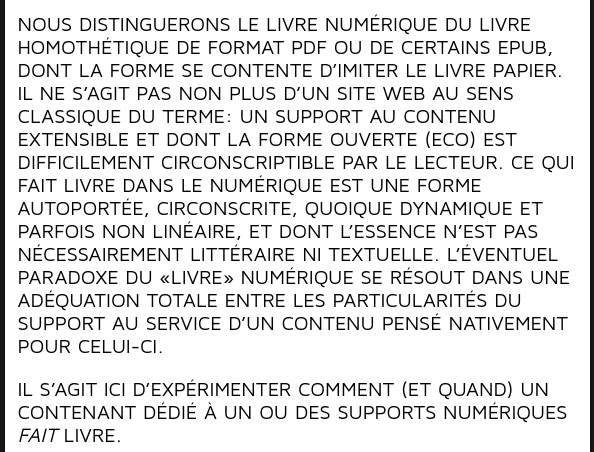 NOUS DISTINGUERONS LE LIVRE NUMÉRIQUE DU LIVRE
HOMOTHÉTIQUE DE FORMAT PDF OU DE CERTAINS EPUB,
DONT LA FORME SE CONTENTE D'IMITER LE LIVRE PAPIER.
IL NE S'AGIT PAS NON PLUS D'UN SITE WEB AU SENS
CLASSIQUE DU TERME: UN SUPPORT AU CONTENU
EXTENSIBLE ET DONT LA FORME OUVERTE (ECO) EST
DIFFICILEMENT CIRCONSCRIPTIBLE PAR LE LECTEUR. CE QUI
FAIT LIVRE DANS LE NUMÉRIQUE EST UNE FORME
AUTOPORTÉE, CIRCONSCRITE, QUOIQUE DYNAMIQUE ET
PARFOIS NON LINÉAIRE, ET DONT L'ESSENCE N'EST PAS
NÉCESSAIREMENT LITTÉRAIRE NI TEXTUELLE. L'ÉVENTUEL
PARADOXE DU «LIVRE» NUMÉRIQUE SE RÉSOUT DANS UNE
ADÉQUATION TOTALE ENTRE LES PARTICULARITÉS DU
SUPPORT AU SERVICE D'UN CONTENU PENSÉ NATIVEMENT
POUR CELUI-CI.
IL S'AGIT ICI D'EXPÉRIMENTER COMMENT (ET QUAND) UN
CONTENANT DÉDIÉ À UN OU DES SUPPORTS NUMÉRIQUES
FAIT LIVRE.